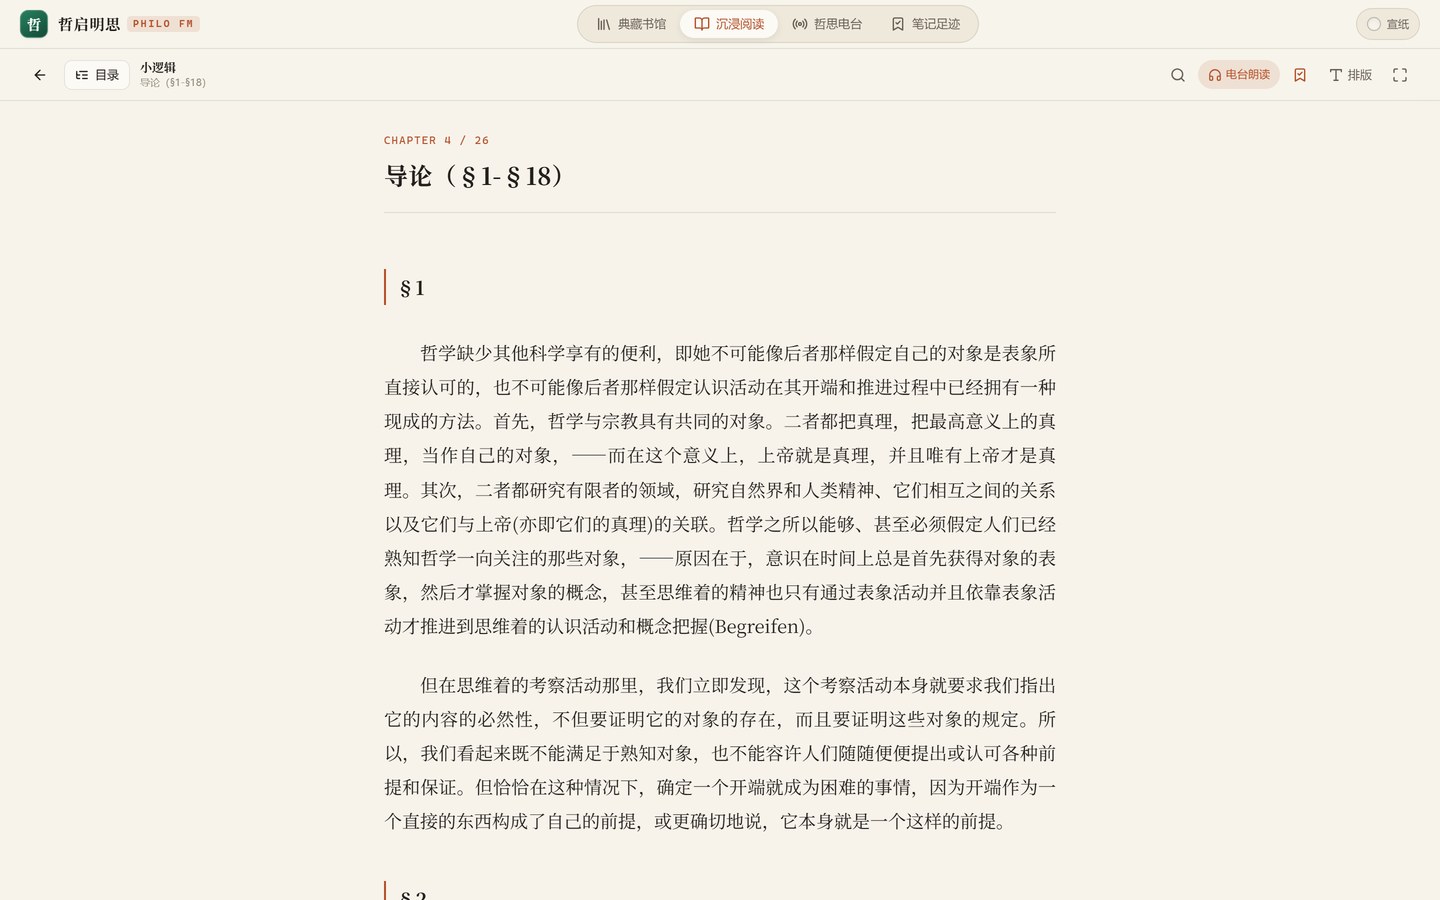 哲 哲启明思 PHILO FM 典藏书馆 沉浸阅读 哲思电台 笔记足迹 宣纸
目录 小逻辑 电台朗读 排版
导论（§1-§18)
CHAPTER 4 / 26
导论（§1-§18）
§1
哲学缺少其他科学享有的便利，即她不可能像后者那样假定自己的对象是表象所
直接认可的，也不可能像后者那样假定认识活动在其开端和推进过程中已经拥有一种
现成的方法。首先，哲学与宗教具有共同的对象。二者都把真理，把最高意义上的真
理，当作自己的对象，——而在这个意义上，上帝就是真理，并且唯有上帝才是真
理。其次，二者都研究有限者的领域，研究自然界和人类精神、它们相互之间的关系
以及它们与上帝(亦即它们的真理)的关联。哲学之所以能够、甚至必须假定人们已经
熟知哲学一向关注的那些对象，——原因在于，意识在时间上总是首先获得对象的表
象，然后才掌握对象的概念，甚至思维着的精神也只有通过表象活动并且依靠表象活
动才推进到思维着的认识活动和概念把握(Begreifen)。
但在思维着的考察活动那里，我们立即发现，这个考察活动本身就要求我们指出
它的内容的必然性，不但要证明它的对象的存在，而且要证明这些对象的规定。所
以，我们看起来既不能满足于熟知对象，也不能容许人们随随便便提出或认可各种前
提和保证。但恰恰在这种情况下，确定一个开端就成为困难的事情，因为开端作为一
个直接的东西构成了自己的前提，或更确切地说，它本身就是一个这样的前提。
§2